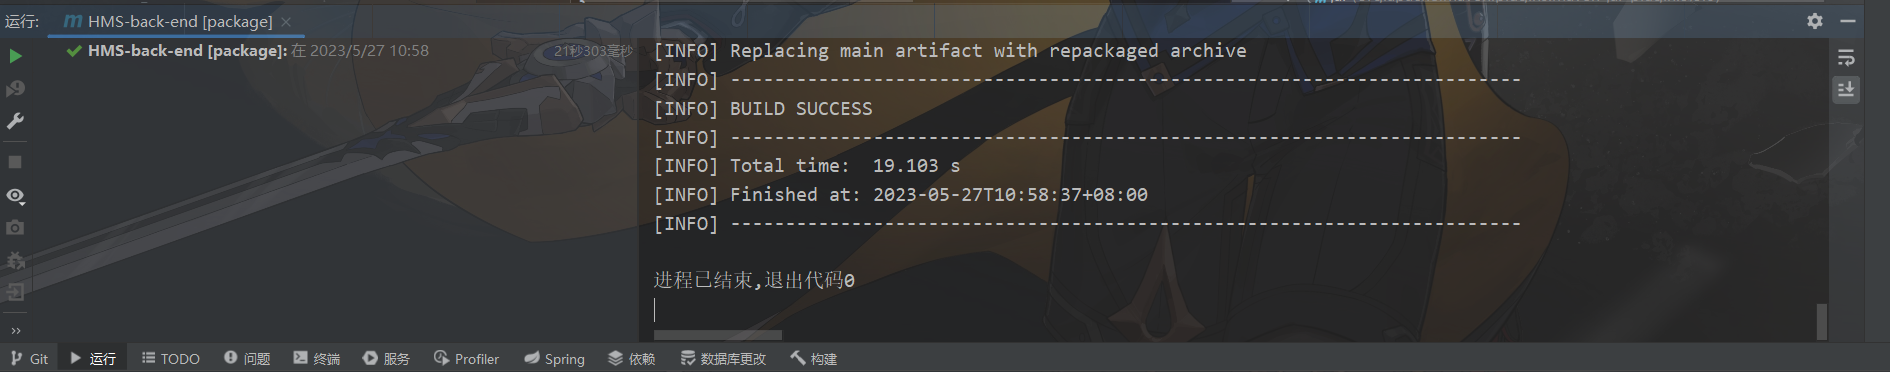 运行: HMS-back-end [package]
HMS-back-end [package]: 在 2023/5/27 10:58 21秒303毫秒
[INFO] Replacing main artifact with repackaged archive
[INFO] ------------------------------------------------------------------------
[INFO] BUILD SUCCESS
[INFO] ------------------------------------------------------------------------
[INFO] Total time:  19.103 s
[INFO] Finished at: 2023-05-27T10:58:37+08:00
[INFO] ------------------------------------------------------------------------
进程已结束,退出代码0
Git 运行 TODO 问题 终端 服务 Profiler Spring 依赖 数据库更改 构建